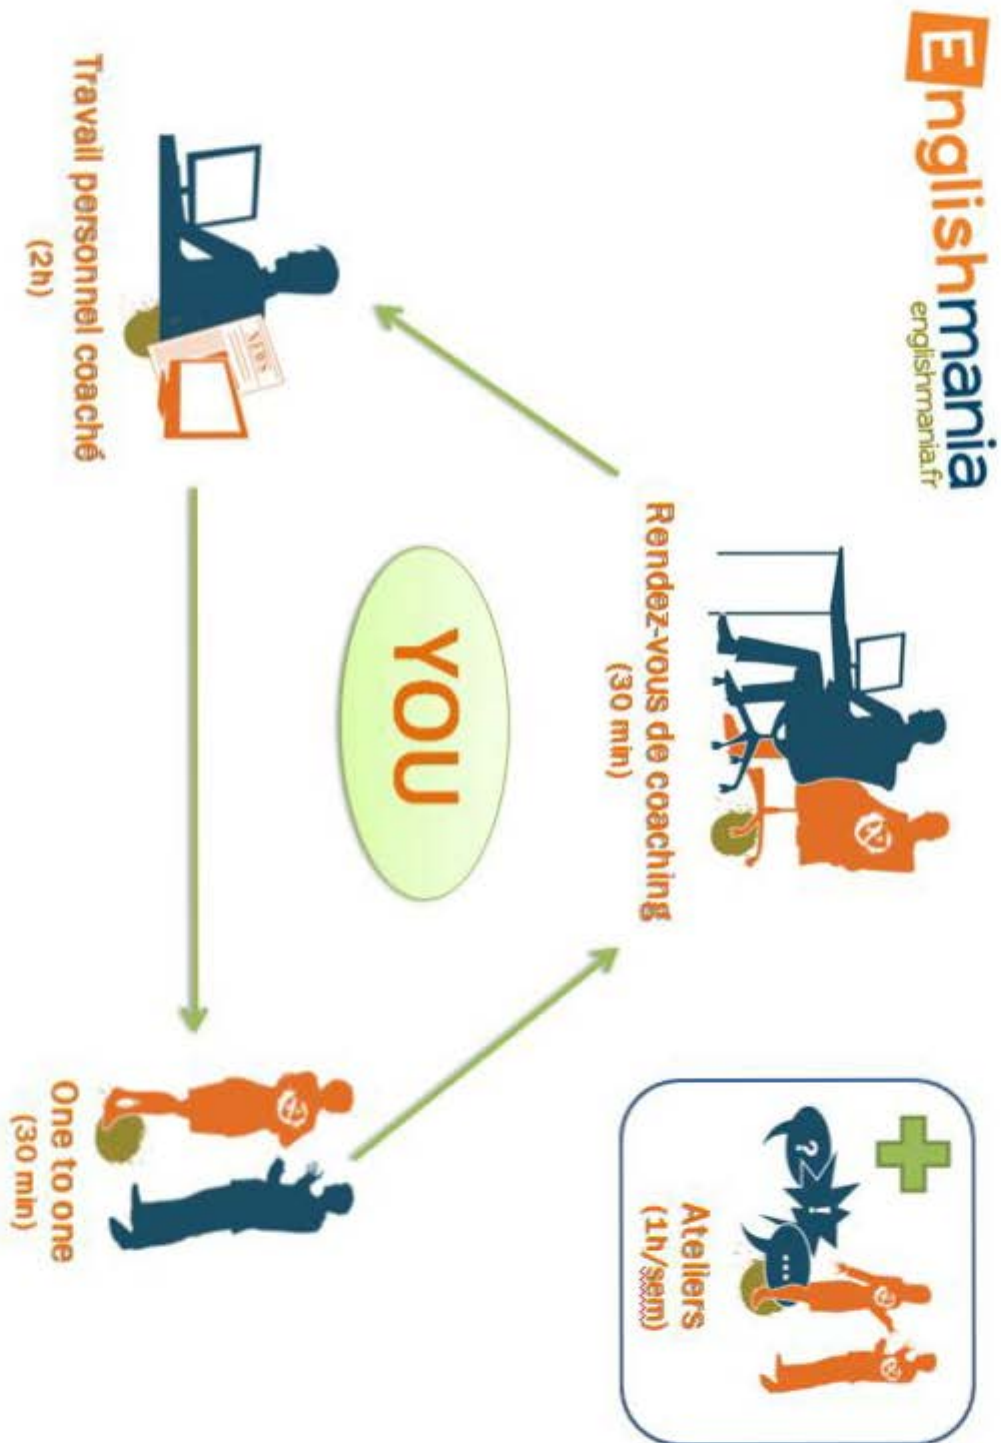 Englishmania
englishmania.fr
Rendez-vous de coaching
(30 min)
?
!
...
Ateliers
(1h/sem)
YOU
NEWS
Travail personnel coaché
(2h)
One to one
(30 min)